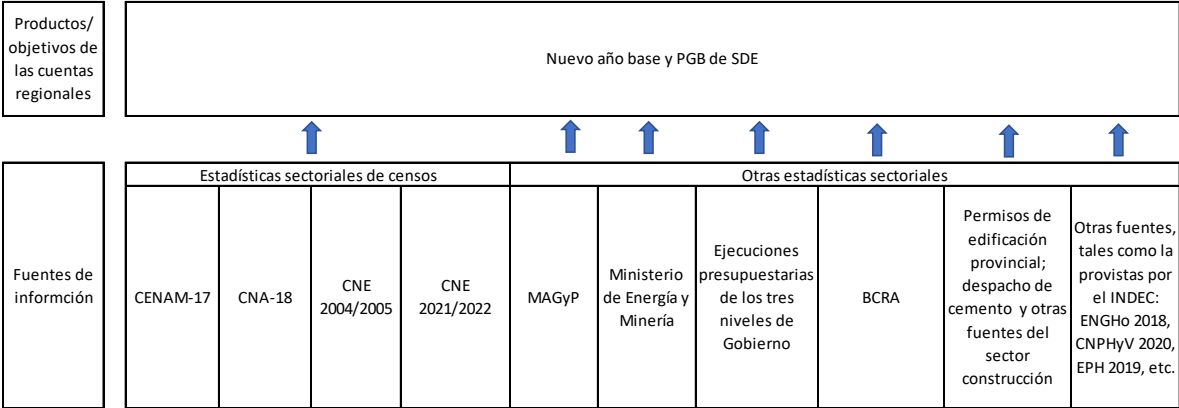 Productos/
objetivos de
las cuentas
regionales
Nuevo año base y PGB de SDE
Fuentes de
informción
Estadísticas sectoriales de censos
Otras estadísticas sectoriales
CENAM-17
CNA-18
CNE
2004/2005
CNE
2021/2022
MAGyP
Ministerio
de Energía y
Minería
Ejecuciones
presupuestarias
de los tres
niveles de
Gobierno
BCRA
Permisos de
edificación
provincial;
despacho de
cemento y otras
fuentes del
sector
construcción
Otras fuentes,
tales como la
provistas por
el INDEC:
ENGHo 2018,
CNPHyV 2020,
EPH 2019, etc.